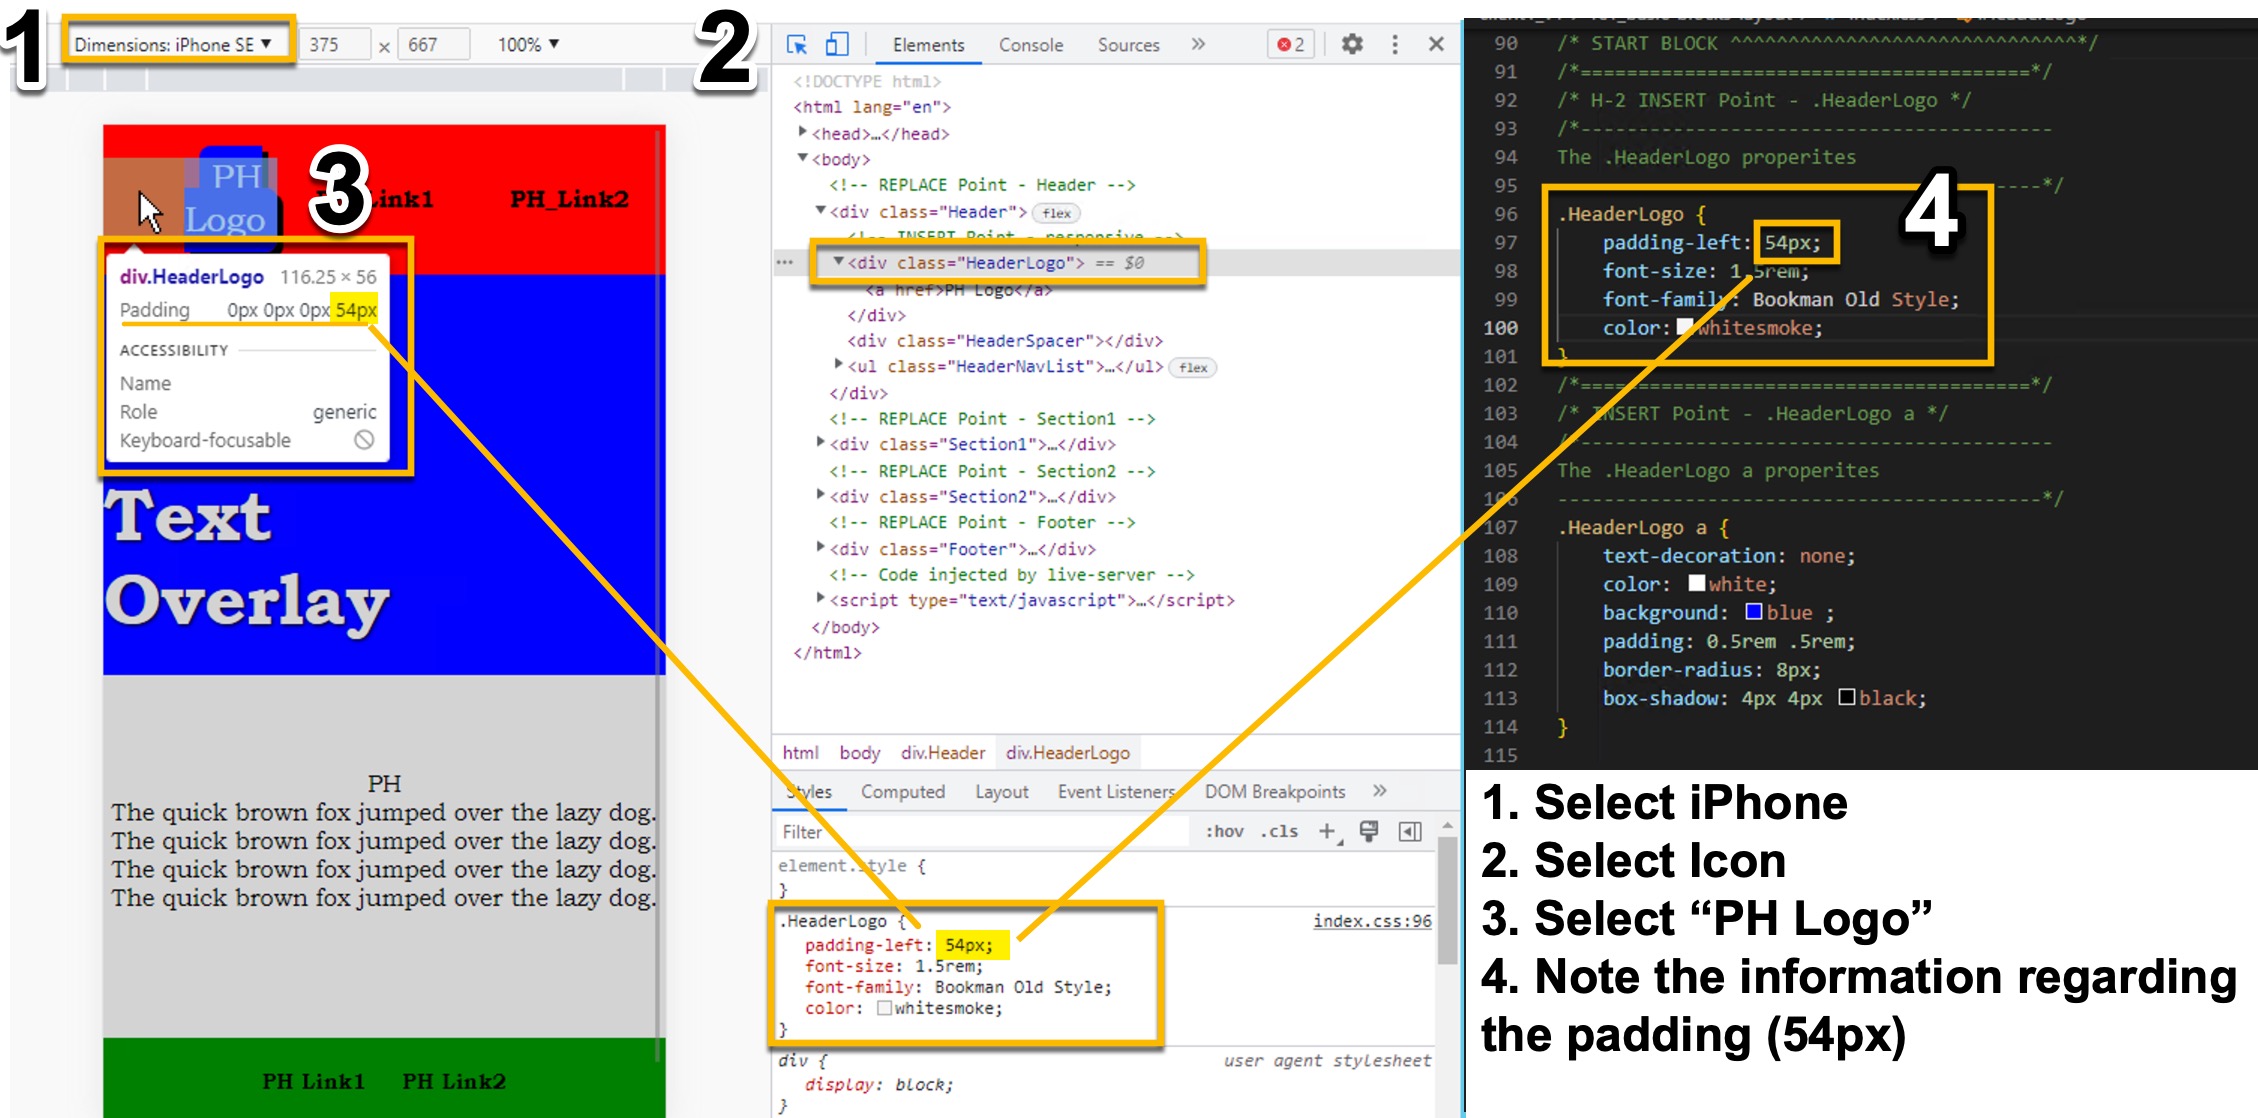 1
Dimensions: iPhone SE ▼ 375 × 667 100% ▼
PH
Logo
3
Link1 PH_Link2
div.HeaderLogo 116.25 × 56
Padding 0px 0px 0px 54px
ACCESSIBILITY
Name
Role generic
Keyboard-focusable
Text
Overlay
PH
The quick brown fox jumped over the lazy dog.
The quick brown fox jumped over the lazy dog.
The quick brown fox jumped over the lazy dog.
The quick brown fox jumped over the lazy dog.
PH Link1 PH Link2
2
Elements Console Sources » 2
<!DOCTYPE html>
<html lang="en">
<head>…</head>
<body>
<!-- REPLACE Point - Header -->
<div class="Header"> flex
<!-- INSERT Point - responsive -->
… <div class="HeaderLogo"> == $0
<a href>PH Logo</a>
</div>
<div class="HeaderSpacer"></div>
<ul class="HeaderNavList">…</ul> flex
</div>
<!-- REPLACE Point - Section1 -->
<div class="Section1">…</div>
<!-- REPLACE Point - Section2 -->
<div class="Section2">…</div>
<!-- REPLACE Point - Footer -->
<div class="Footer">…</div>
<!-- Code injected by live-server -->
<script type="text/javascript">…</script>
</body>
</html>
html body div.Header div.HeaderLogo
Styles Computed Layout Event Listeners DOM Breakpoints »
Filter :hov .cls +
element.style {
}
.HeaderLogo { index.css:96
padding-left: 54px;
font-size: 1.5rem;
font-family: Bookman Old Style;
color: whitesmoke;
}
div { user agent stylesheet
display: block;
}
90 /* START BLOCK ^^^^^^^^^^^^^^^^^^^^^^^^^^^^^^*/
91 /*=======================================*/
92 /* H-2 INSERT Point - .HeaderLogo */
93 /*-----------------------------------------
94 The .HeaderLogo properites
95 ----*/
4
96 .HeaderLogo {
97 padding-left: 54px;
98 font-size: 1.5rem;
99 font-family: Bookman Old Style;
100 color: whitesmoke;
101 }
102 /*=======================================*/
103 /* INSERT Point - .HeaderLogo a */
104 /*-----------------------------------------
105 The .HeaderLogo a properites
106 ------------------------------------------*/
107 .HeaderLogo a {
108 text-decoration: none;
109 color: white;
110 background: blue ;
111 padding: 0.5rem .5rem;
112 border-radius: 8px;
113 box-shadow: 4px 4px black;
114 }
115
1. Select iPhone
2. Select Icon
3. Select “PH Logo”
4. Note the information regarding
the padding (54px)